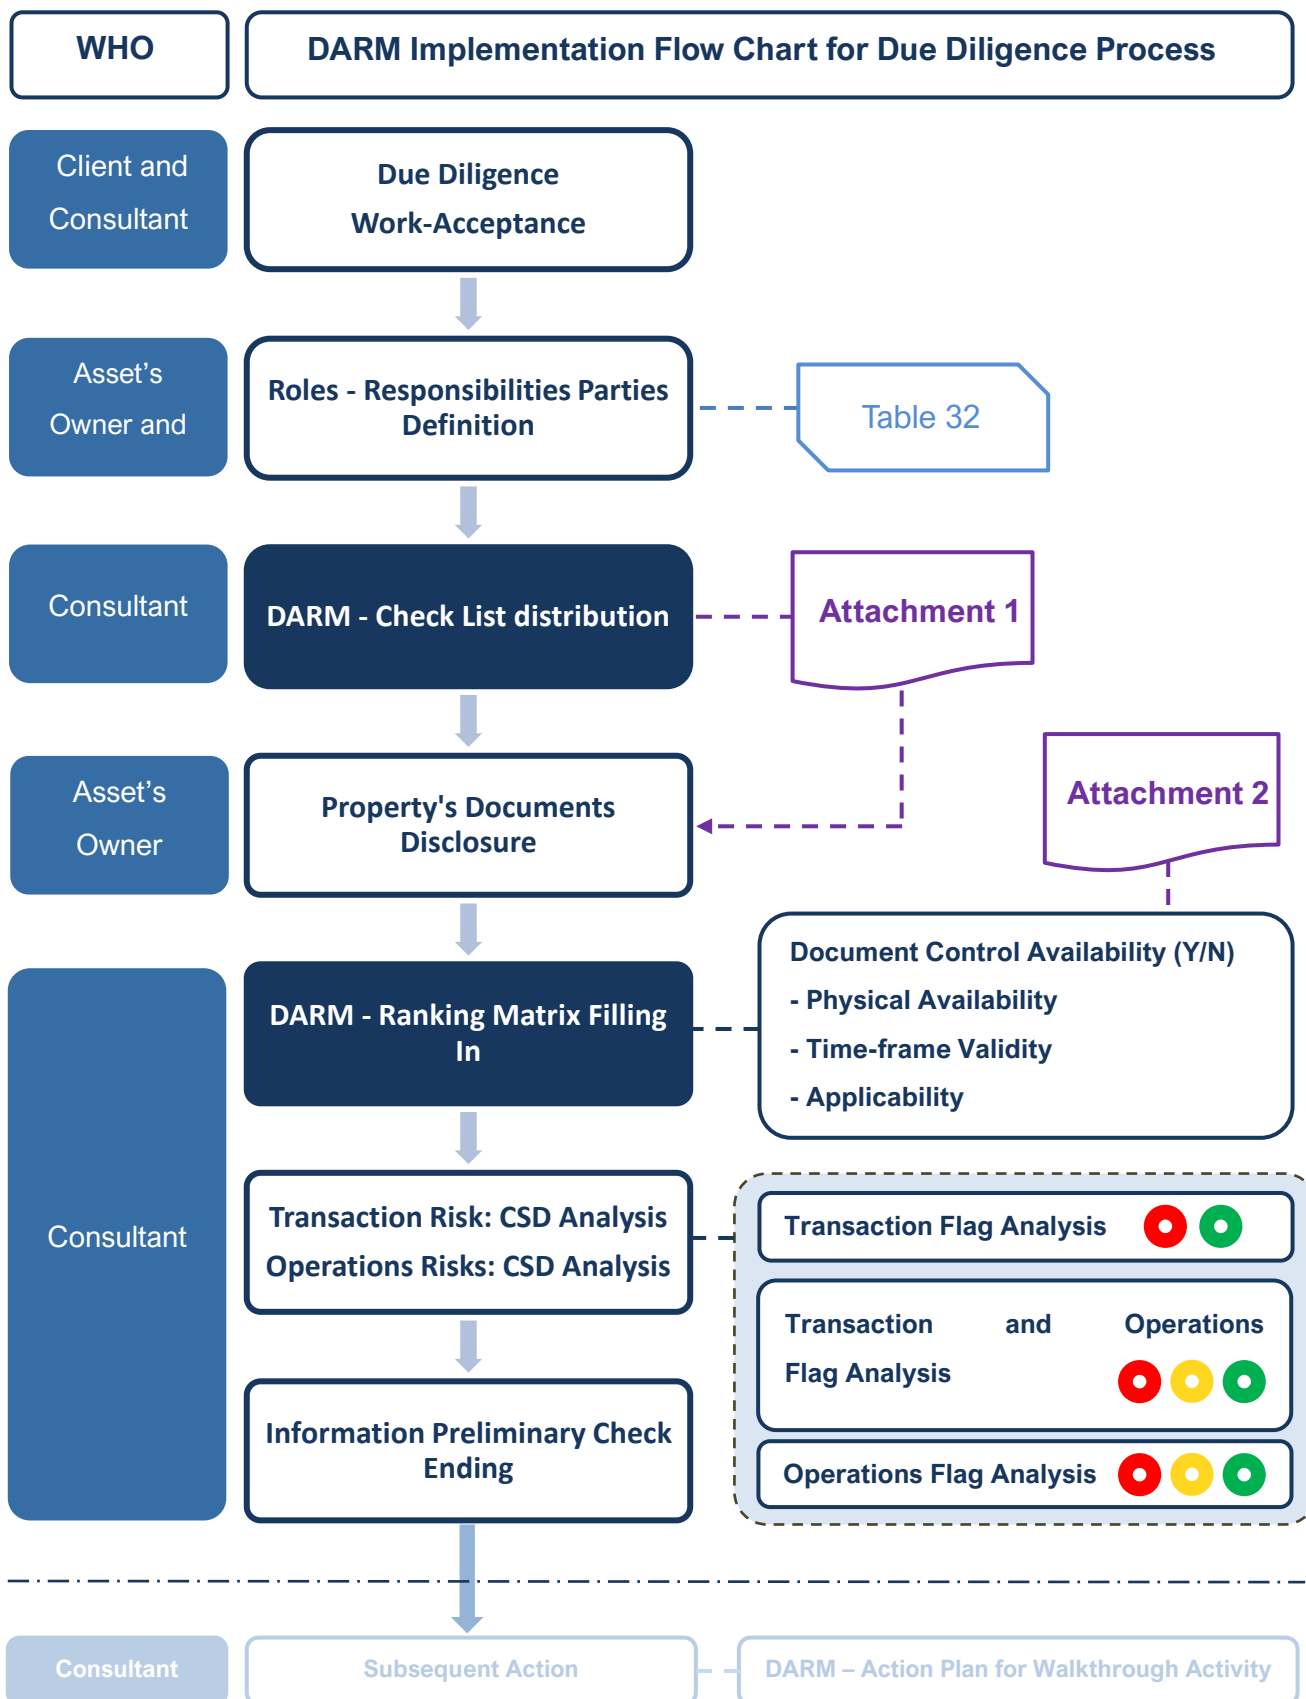 WHO
DARM Implementation Flow Chart for Due Diligence Process
Client and
Consultant
Due Diligence
Work-Acceptance
Asset's
Owner and
Roles - Responsibilities Parties
Definition
Table 32
Consultant
DARM - Check List distribution
Attachment 1
Asset's
Owner
Property's Documents
Disclosure
Attachment 2
Consultant
DARM - Ranking Matrix Filling
In
Document Control Availability (Y/N)
- Physical Availability
- Time-frame Validity
- Applicability
Transaction Risk: CSD Analysis
Operations Risks: CSD Analysis
Transaction Flag Analysis
Transaction and Operations
Flag Analysis
Operations Flag Analysis
Information Preliminary Check
Ending
Consultant
Subsequent Action
DARM – Action Plan for Walkthrough Activity